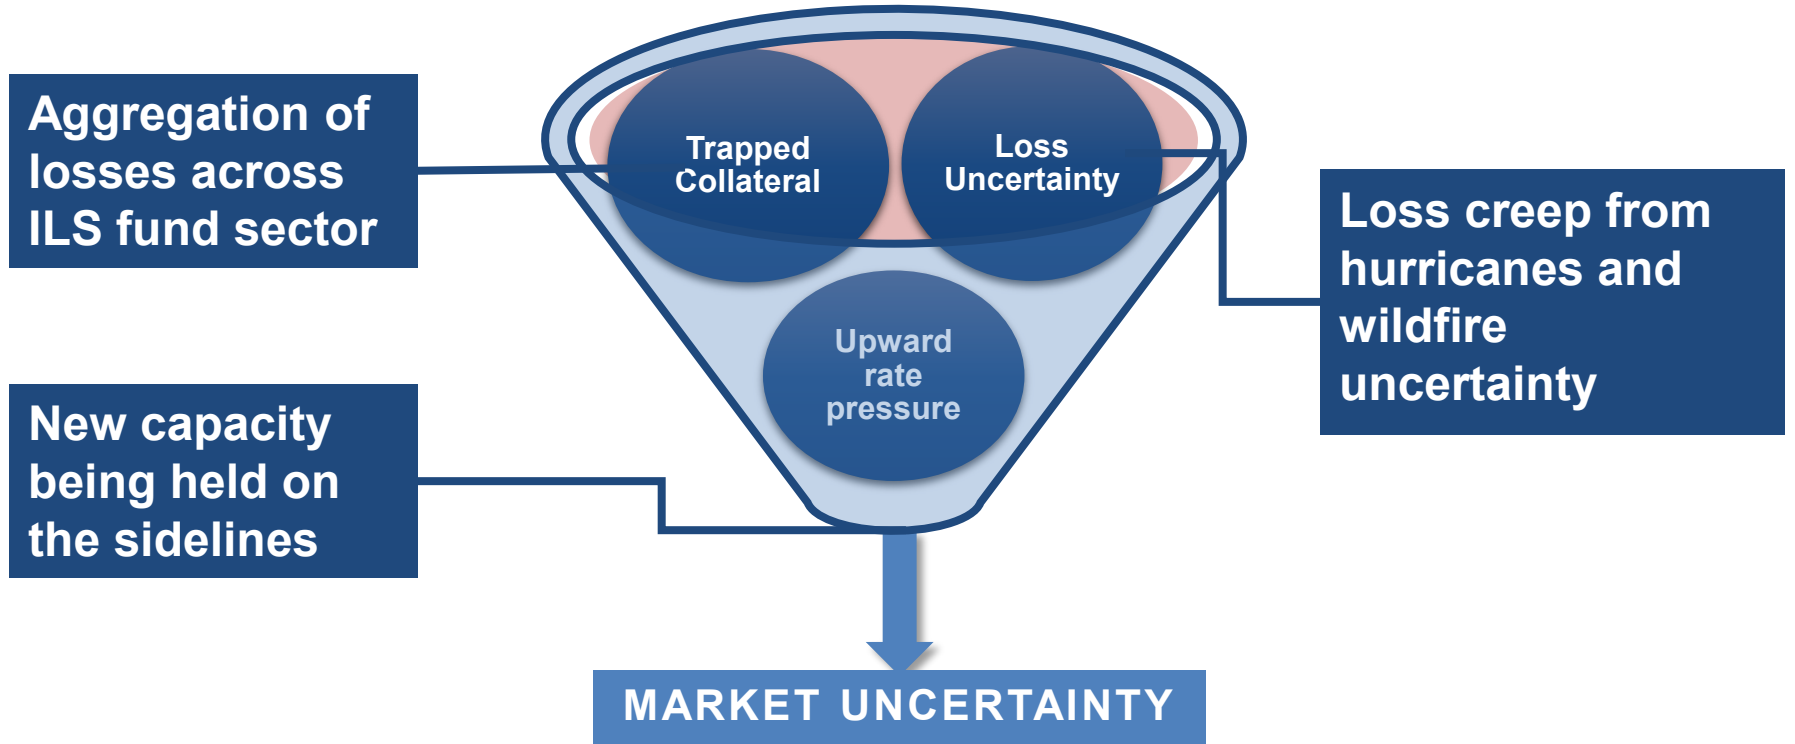 Aggregation of
losses across
ILS fund sector
Trapped
Collateral
Loss
Uncertainty
Loss creep from
hurricanes and
wildfire
uncertainty
Upward
rate
pressure
New capacity
being held on
the sidelines
MARKET UNCERTAINTY